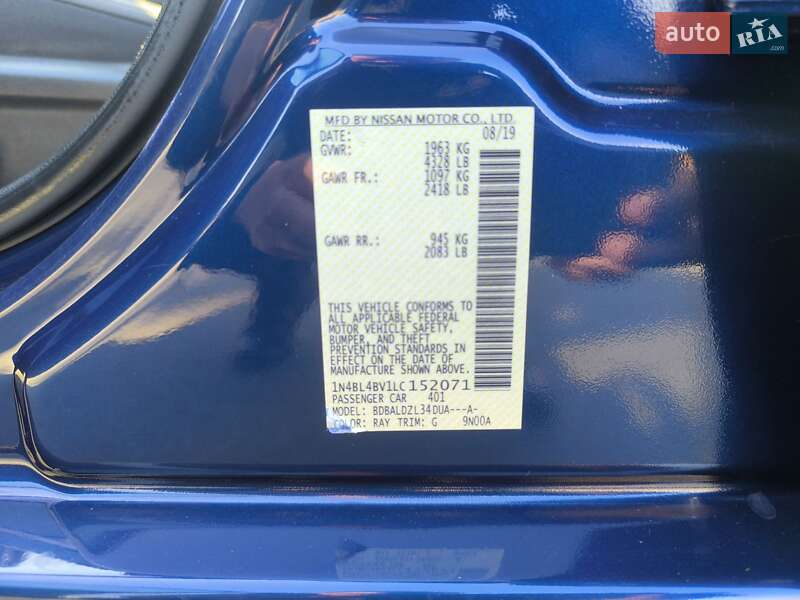 auto RIA
.com
MFD BY NISSAN MOTOR CO., LTD.
DATE: 08/19
GVWR: 1963 KG
4328 LB
GAWR FR.: 1097 KG
2418 LB
GAWR RR.: 945 KG
2083 LB
THIS VEHICLE CONFORMS TO
ALL APPLICABLE FEDERAL
MOTOR VEHICLE SAFETY,
BUMPER, AND THEFT
PREVENTION STANDARDS IN
EFFECT ON THE DATE OF
MANUFACTURE SHOWN ABOVE.
1N4BL4BV1LC152071
PASSENGER CAR 401
MODEL: BDBALDZL34DUA---A-
COLOR: RAY TRIM: G 9N00A